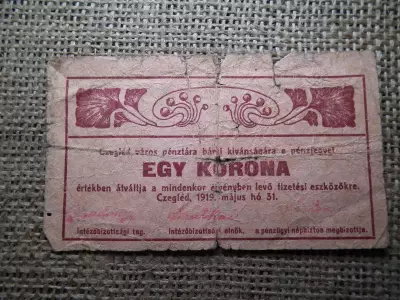 Czegléd város pénztára bárki kivánságára e pénzjegyet
EGY KORONA
értékben átváltja a mindenkor érvényben levő fizetési eszközökre.
Czegléd, 1919. május hó 31.
Intézőbizottsági tag. Intézőbizottsági elnök. a pénzügyi népbiztos megbizottja.